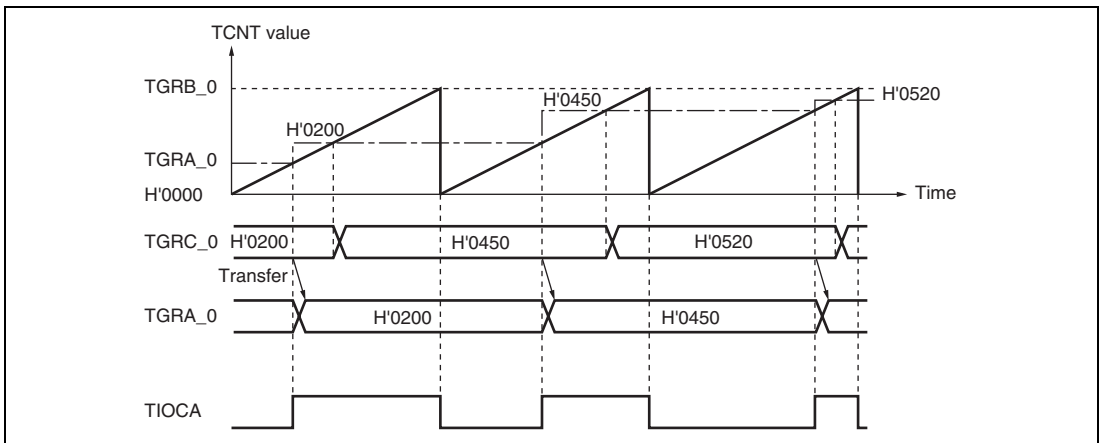 TCNT value
TGRB_0
H'0520
H'0450
H'0200
TGRA_0
H'0000
Time
TGRC_0 H'0200 H'0450 H'0520
Transfer
TGRA_0 H'0200 H'0450
TIOCA